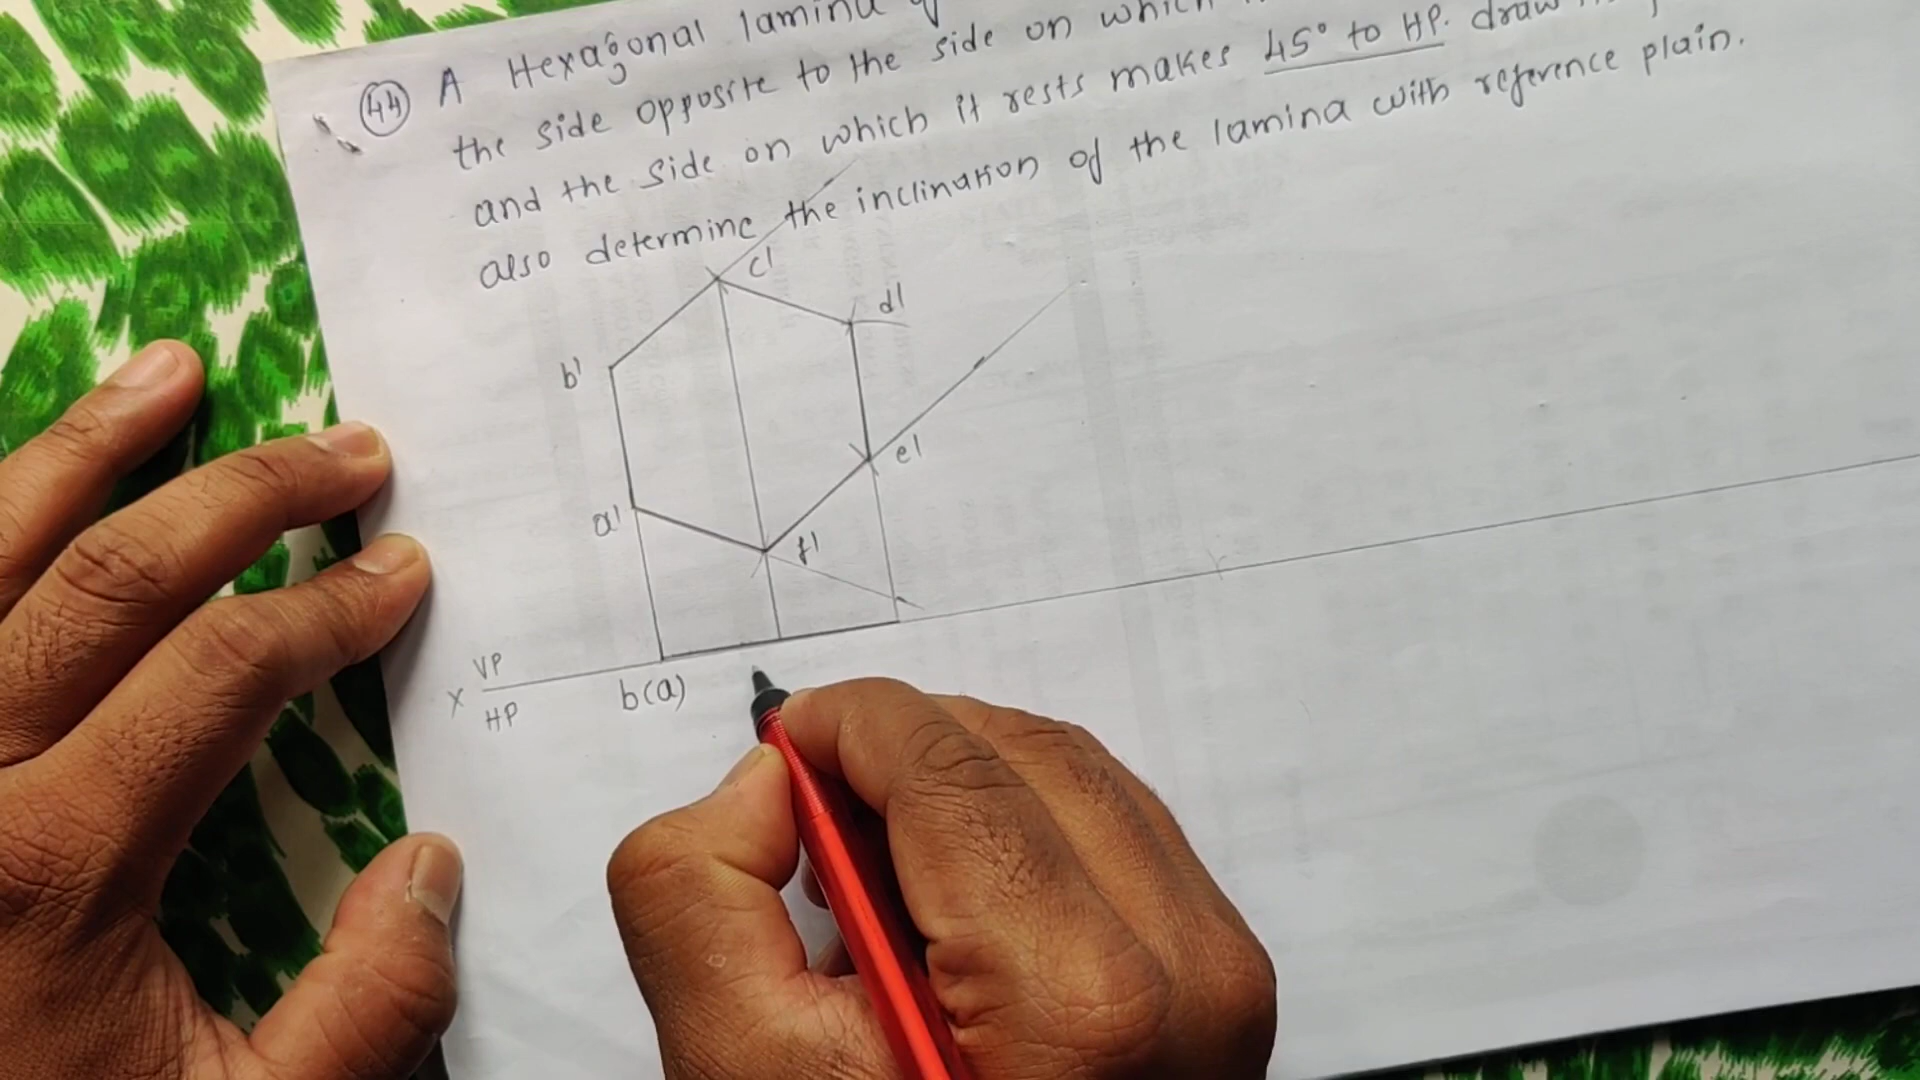 44 A Hexagonal lamina of
the side opposite to the side on which
and the side on which it rests makes 45° to HP. draw
also determine the inclination of the lamina with reference plain.
c'
d'
b'
e'
a'
f'
VP
X
HP
b(a)